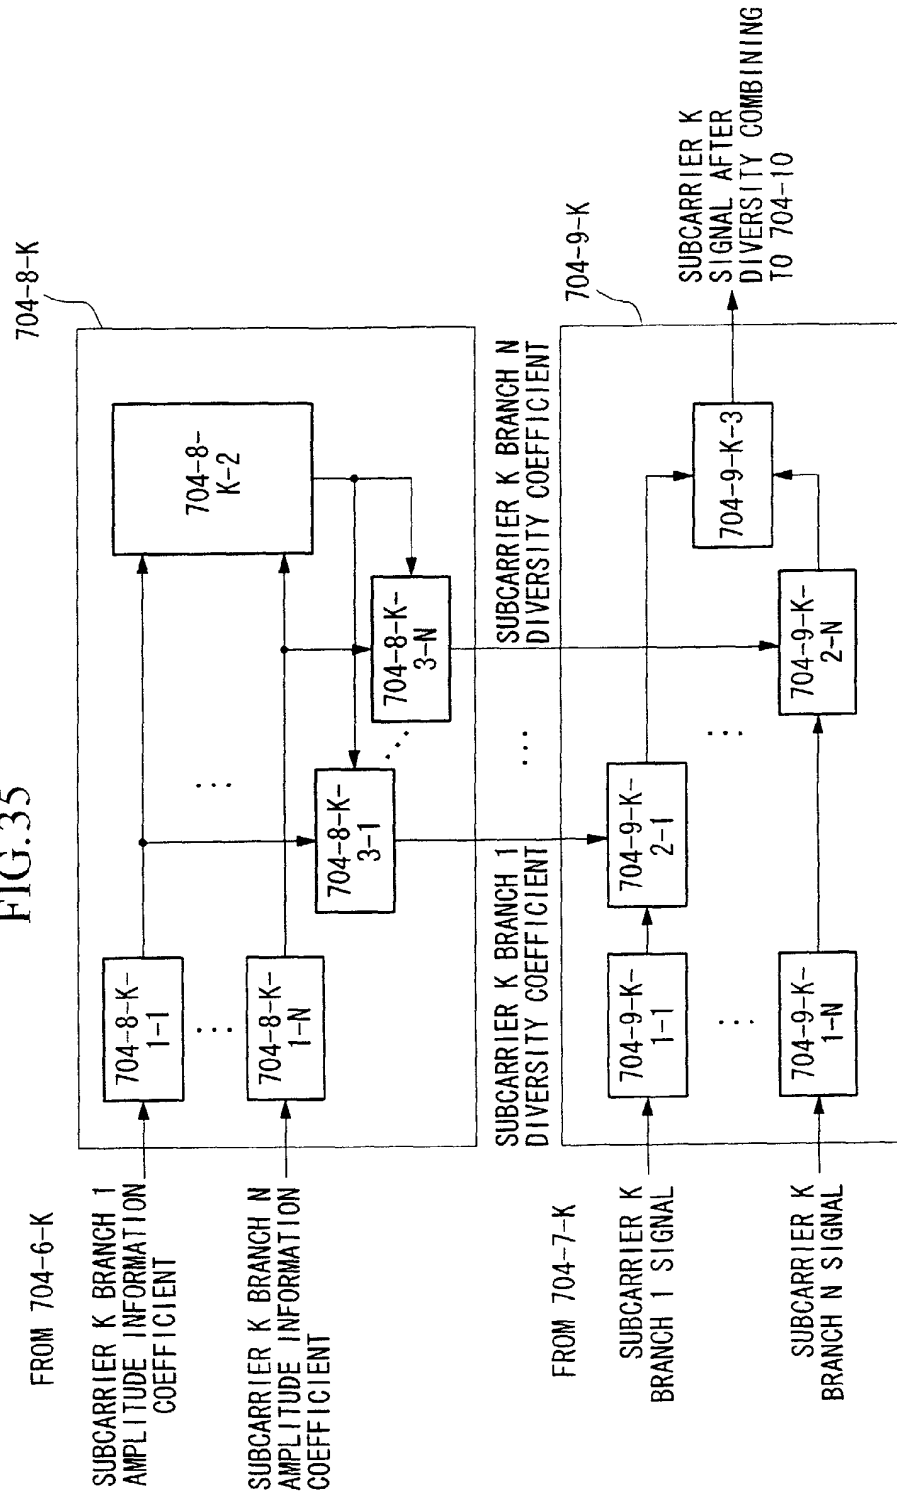 FIG.35
FROM 704-6-K
704-8-K
SUBCARRIER K BRANCH 1
AMPLITUDE INFORMATION
COEFFICIENT
704-8-K-
1-1
704-8-
K-2
SUBCARRIER K BRANCH N
AMPLITUDE INFORMATION
COEFFICIENT
704-8-K-
1-N
704-8-K-
3-1
704-8-K-
3-N
SUBCARRIER K BRANCH 1
DIVERSITY COEFFICIENT
SUBCARRIER K BRANCH N
DIVERSITY COEFFICIENT
FROM 704-7-K
704-9-K
SUBCARRIER K
BRANCH 1 SIGNAL
704-9-K-
1-1
704-9-K-
2-1
704-9-K-3
SUBCARRIER K
SIGNAL AFTER
DIVERSITY COMBINING
TO 704-10
SUBCARRIER K
BRANCH N SIGNAL
704-9-K-
1-N
704-9-K-
2-N